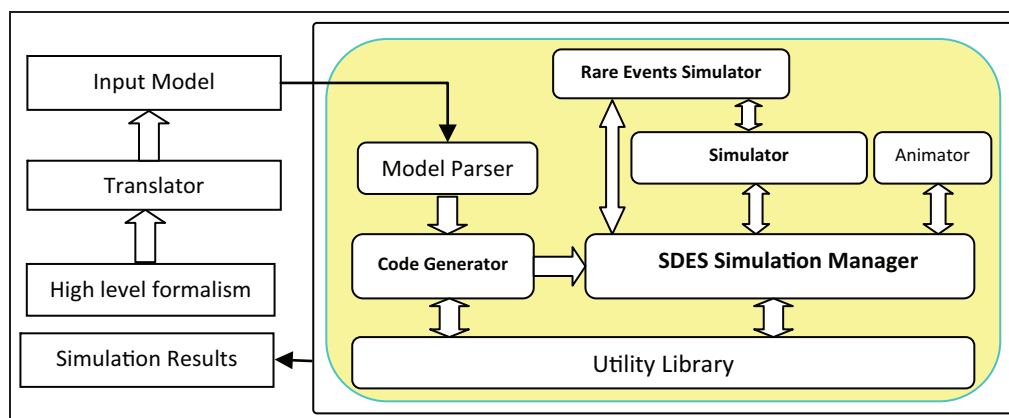 Input Model
Translator
High level formalism
Simulation Results
Rare Events Simulator
Simulator
Animator
Model Parser
Code Generator
SDES Simulation Manager
Utility Library